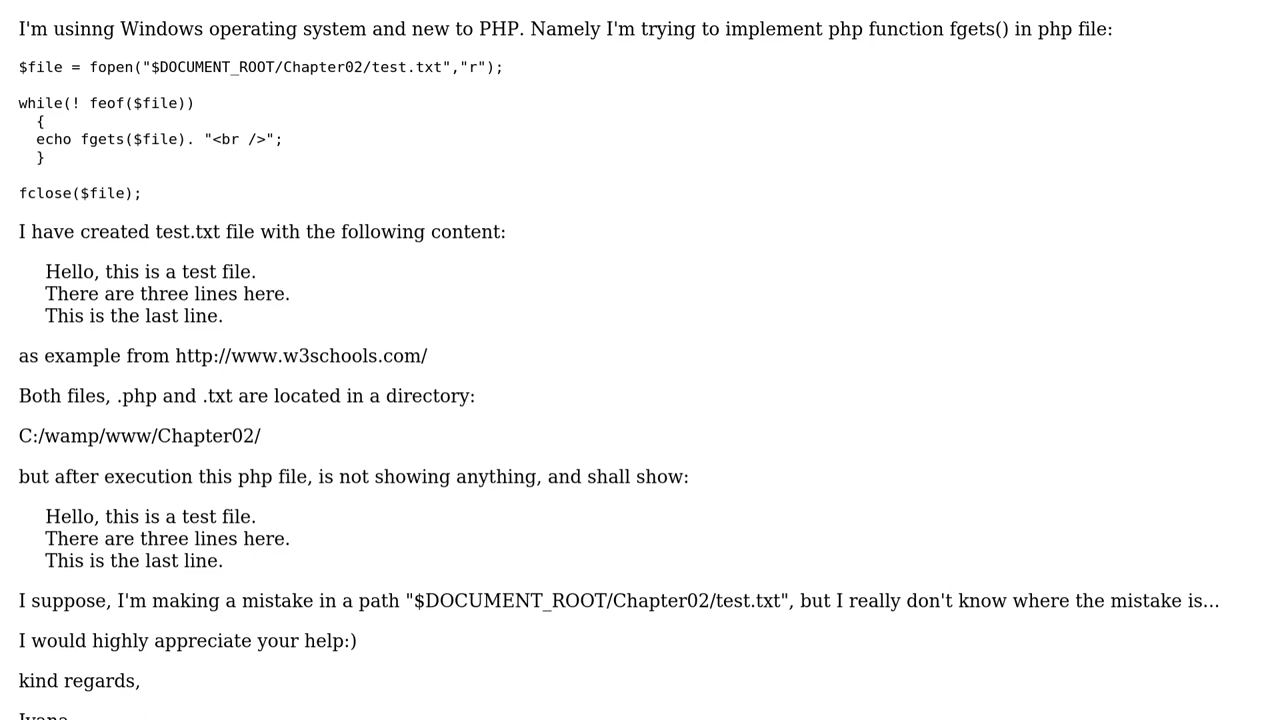 I'm usinng Windows operating system and new to PHP. Namely I'm trying to implement php function fgets() in php file:
$file = fopen("$DOCUMENT_ROOT/Chapter02/test.txt","r");
while(! feof($file))
{
echo fgets($file). "<br />";
}
fclose($file);
I have created test.txt file with the following content:
Hello, this is a test file.
There are three lines here.
This is the last line.
as example from http://www.w3schools.com/
Both files, .php and .txt are located in a directory:
C:/wamp/www/Chapter02/
but after execution this php file, is not showing anything, and shall show:
Hello, this is a test file.
There are three lines here.
This is the last line.
I suppose, I'm making a mistake in a path "$DOCUMENT_ROOT/Chapter02/test.txt", but I really don't know where the mistake is...
I would highly appreciate your help:)
kind regards,